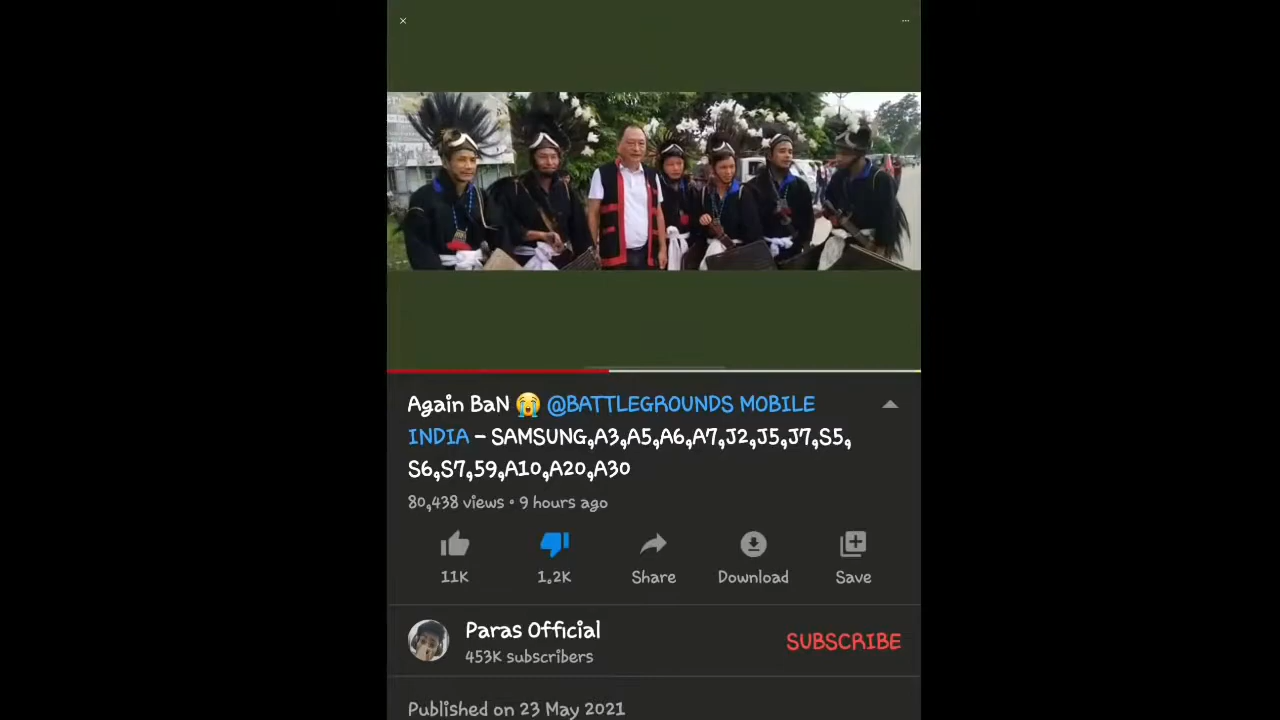 Again BaN 😭 @BATTLEGROUNDS MOBILE
INDIA - SAMSUNG,A3,A5,A6,A7,J2,J5,J7,S5,
S6,S7,59,A10,A20,A30
80,438 views • 9 hours ago
11K
1.2K
Share
Download
Save
Paras Official
453K subscribers
SUBSCRIBE
Published on 23 May 2021